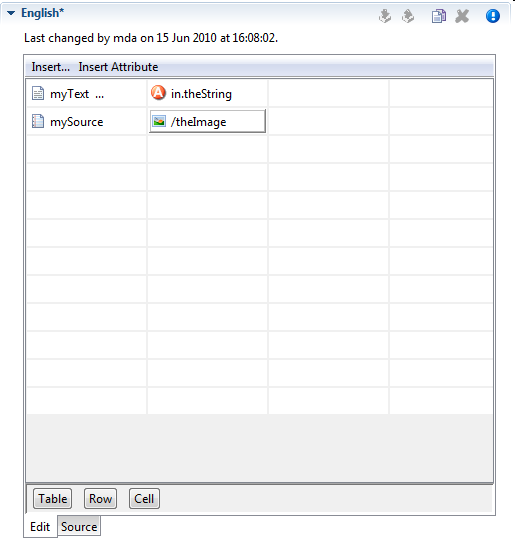 English*
Last changed by mda on 15 Jun 2010 at 16:08:02.
Insert... Insert Attribute
myText ... in.theString
mySource /theImage
Table Row Cell
Edit Source